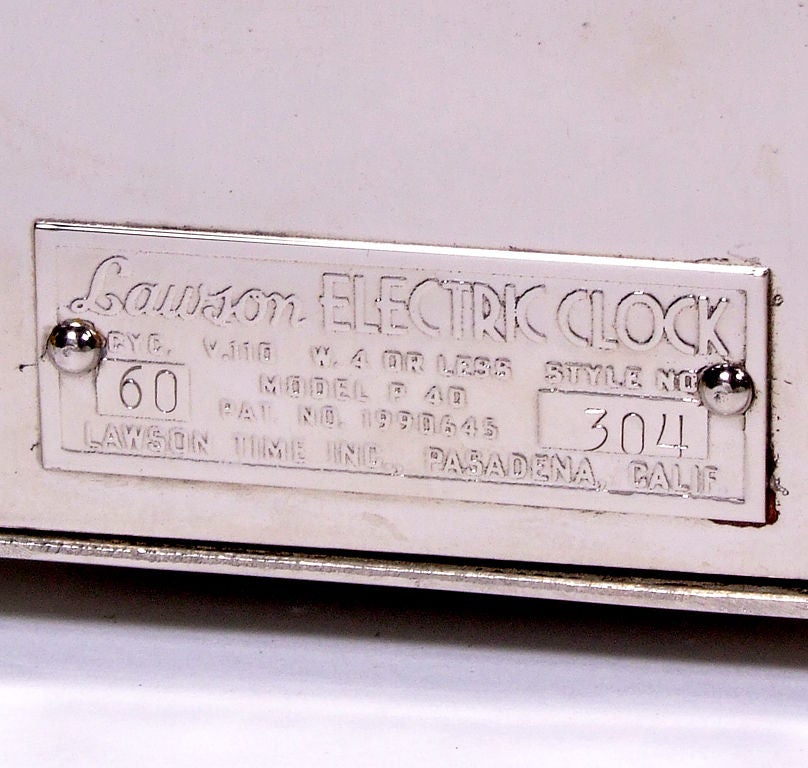 Lawson ELECTRIC CLOCK
CYC. V.110 W. 4 OR LESS STYLE NO.
60 MODEL P 40 304
PAT. NO. 1990645
LAWSON TIME INC., PASADENA, CALIF